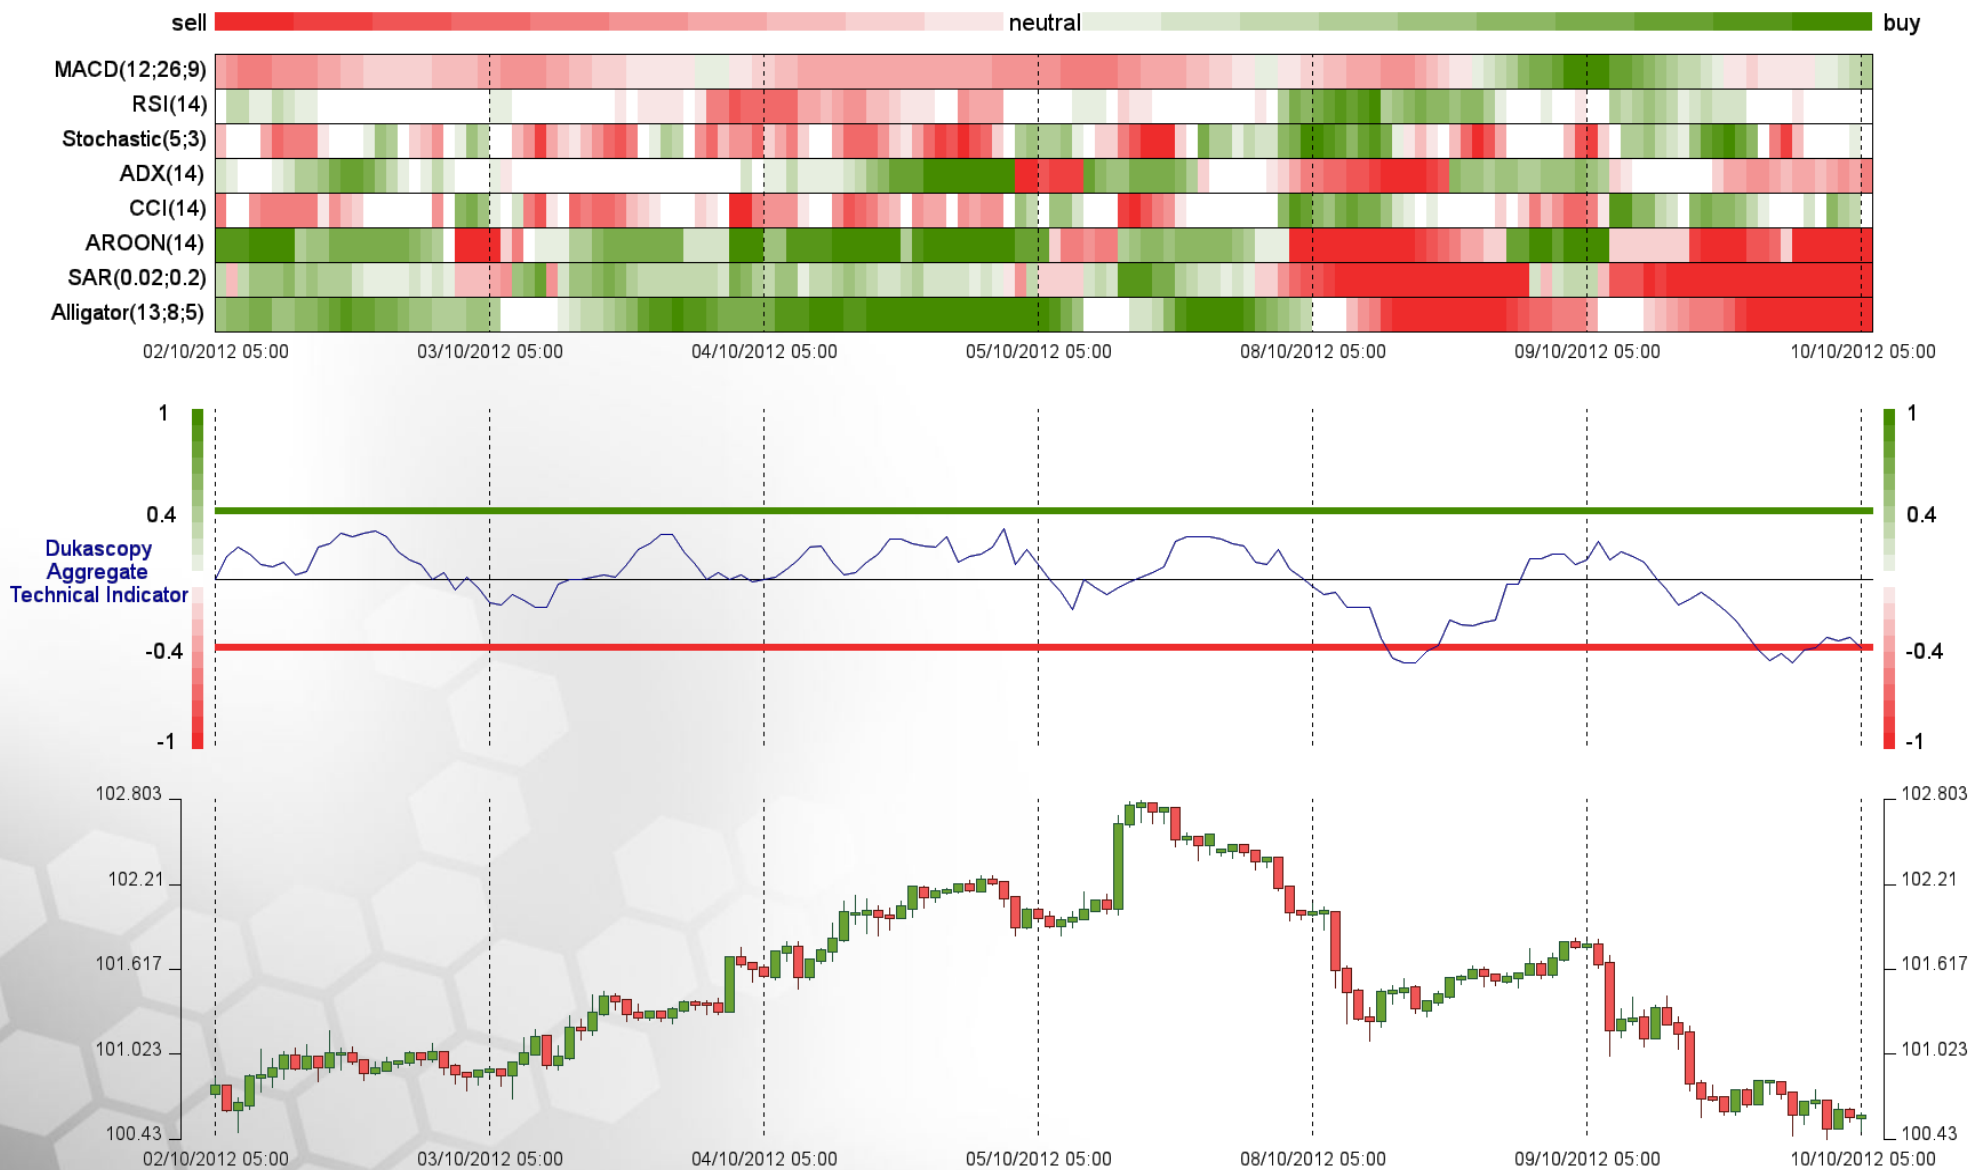 sell neutral buy
MACD(12;26;9)
RSI(14)
Stochastic(5;3)
ADX(14)
CCI(14)
AROON(14)
SAR(0.02;0.2)
Alligator(13;8;5)
02/10/2012 05:00 03/10/2012 05:00 04/10/2012 05:00 05/10/2012 05:00 08/10/2012 05:00 09/10/2012 05:00 10/10/2012 05:00
1 1
0.4 0.4
Dukascopy
Aggregate
Technical Indicator
-0.4 -0.4
-1 -1
102.803 102.803
102.21 102.21
101.617 101.617
101.023 101.023
100.43 100.43
02/10/2012 05:00 03/10/2012 05:00 04/10/2012 05:00 05/10/2012 05:00 08/10/2012 05:00 09/10/2012 05:00 10/10/2012 05:00